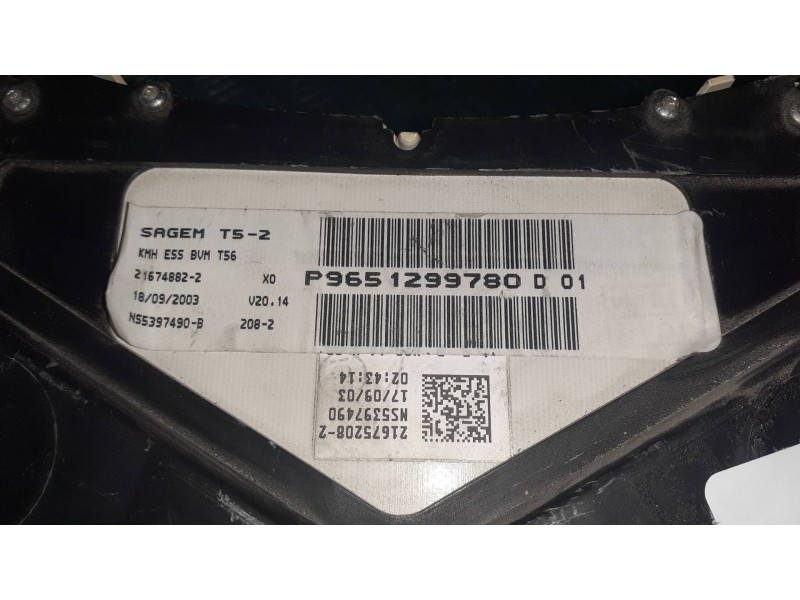 SAGEM T5-2
KMH ESS BVM T56
21674882-2 X0
18/09/2003 V20.14
NS5397490-B 208-2
P9651299780 D 01
21675208-2
NS5397490
17/09/03
02:43:14